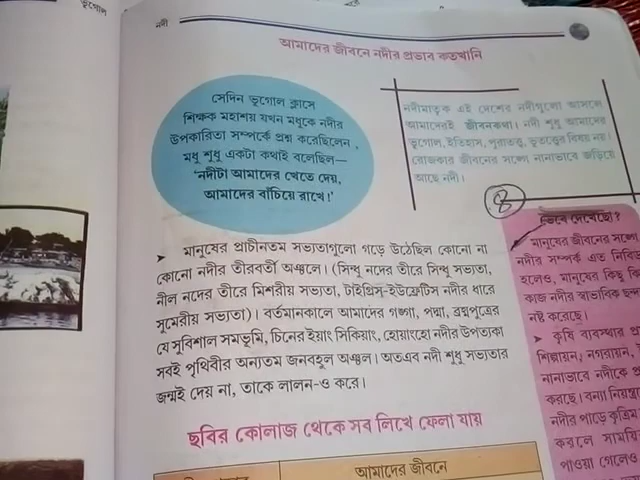 ভূগোল
নদী
আমাদের জীবনে নদীর প্রভাব কতখানি
সেদিন ভূগোল ক্লাসে
শিক্ষক মহাশয় যখন মধুকে নদীর
উপকারিতা সম্পর্কে প্রশ্ন করেছিলেন,
মধু শুধু একটা কথাই বলেছিল—
‘নদীটা আমাদের খেতে দেয়,
আমাদের বাঁচিয়ে রাখে!’
নদীমাতৃক এই দেশের নদীগুলো আসলে
আমাদেরই জীবনকথা। নদী শুধু আমাদের
ভূগোল, ইতিহাস, পুরাতত্ত্ব, ভূতত্ত্বের বিষয় নয়।
রোজকার জীবনের সঙ্গে নানাভাবে জড়িয়ে
আছে নদী।
➤ মানুষের প্রাচীনতম সভ্যতাগুলো গড়ে উঠেছিল কোনো না
কোনো নদীর তীরবর্তী অঞ্চলে। (সিন্ধু নদের তীরে সিন্ধু সভ্যতা,
নীল নদের তীরে মিশরীয় সভ্যতা, টাইগ্রিস-ইউফ্রেটিস নদীর ধারে
সুমেরীয় সভ্যতা)। বর্তমানকালে আমাদের গঙ্গা, পদ্মা, ব্রহ্মপুত্রের
যে সুবিশাল সমভূমি, চিনের ইয়াং সিকিয়াং, হোয়াংহো নদীর উপত্যকা
সবই পৃথিবীর অন্যতম জনবহুল অঞ্চল। অতএব নদী শুধু সভ্যতার
জন্মই দেয় না, তাকে লালন-ও করে।
ছবির কোলাজ থেকে সব লিখে ফেলা যায়
আমাদের জীবনে
ভেবে দেখেছো?
মানুষের জীবনের সঙ্গে
নদীর সম্পর্ক এত নিবিড়
হলেও, মানুষের কিছু কি
কাজ নদীর স্বাভাবিক ছন্দ
নষ্ট করেছে।
➤ কৃষি ব্যবস্থার প্র
শিল্পায়ন, নগরায়ন,
নানাভাবে নদীকে প্র
করছে। বন্যা নিয়ন্ত্র
নদীর পাড়ে কৃত্রিম
করলে সাময়ি
পাওয়া গেলেও